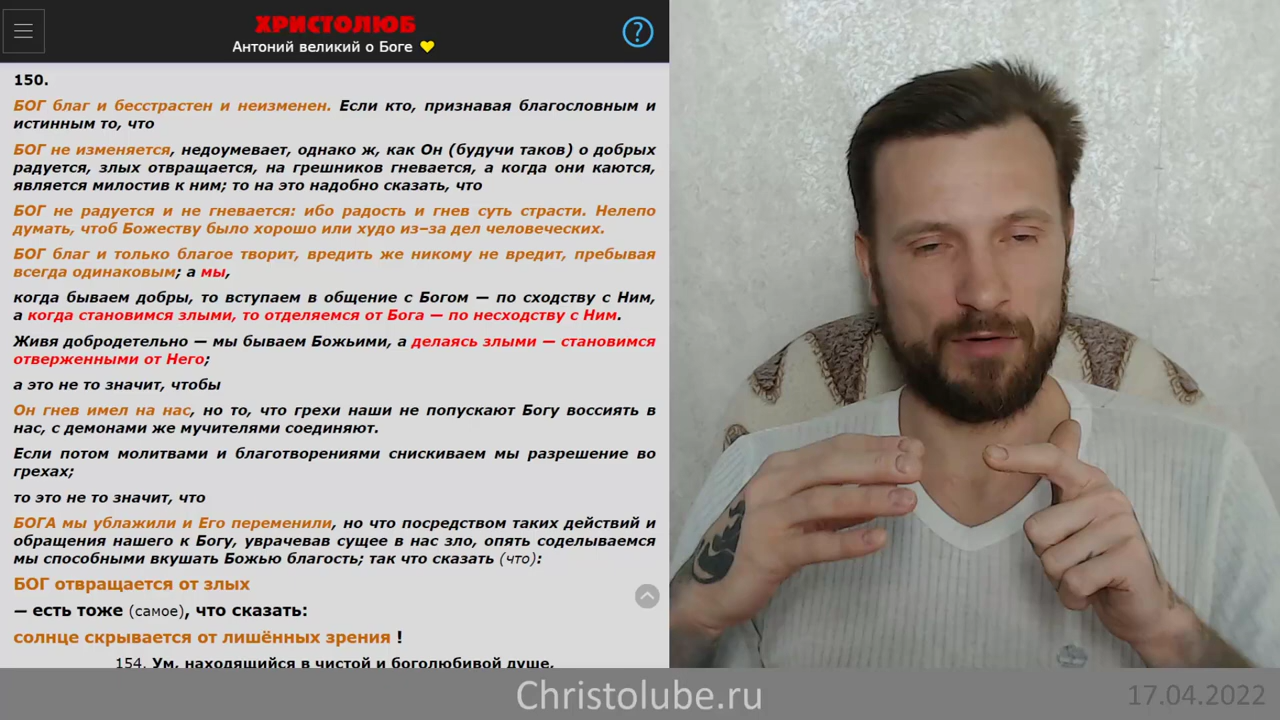 ХРИСТОЛЮБ
Антоний великий о Боге
150.
БОГ благ и бесстрастен и неизменен. Если кто, признавая благословным и
истинным то, что
БОГ не изменяется, недоумевает, однако ж, как Он (будучи таков) о добрых
радуется, злых отвращается, на грешников гневается, а когда они каются,
является милостив к ним; то на это надобно сказать, что
БОГ не радуется и не гневается: ибо радость и гнев суть страсти. Нелепо
думать, чтоб Божеству было хорошо или худо из–за дел человеческих.
БОГ благ и только благое творит, вредить же никому не вредит, пребывая
всегда одинаковым; а мы,
когда бываем добры, то вступаем в общение с Богом — по сходству с Ним,
а когда становимся злыми, то отделяемся от Бога — по несходству с Ним.
Живя добродетельно — мы бываем Божьими, а делаясь злыми — становимся
отверженными от Него;
а это не то значит, чтобы
Он гнев имел на нас, но то, что грехи наши не попускают Богу воссиять в
нас, с демонами же мучителями соединяют.
Если потом молитвами и благотворениями снискиваем мы разрешение во
грехах;
то это не то значит, что
БОГА мы ублажили и Его переменили, но что посредством таких действий и
обращения нашего к Богу, уврачевав сущее в нас зло, опять соделываемся
мы способными вкушать Божью благость; так что сказать (что):
БОГ отвращается от злых
— есть тоже (самое), что сказать:
солнце скрывается от лишённых зрения !
154. Ум, находящийся в чистой и боголюбивой душе,
Christolube.ru
17.04.2022